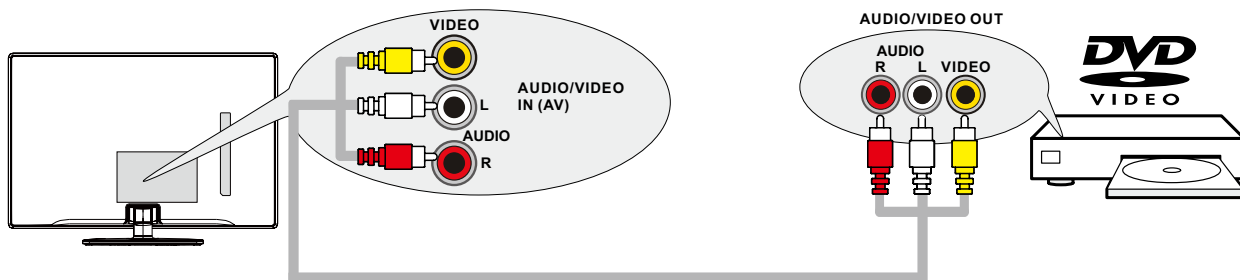 VIDEO
L
AUDIO
R
AUDIO/VIDEO
IN (AV)
AUDIO/VIDEO OUT
AUDIO
R L VIDEO
DVD
VIDEO